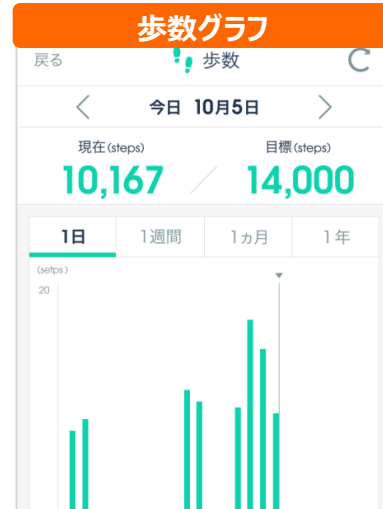 歩数グラフ
戻る 歩数
今日 10月5日
現在(steps) 目標(steps)
10,167 / 14,000
1日 1週間 1ヵ月 1年
(setps)
20